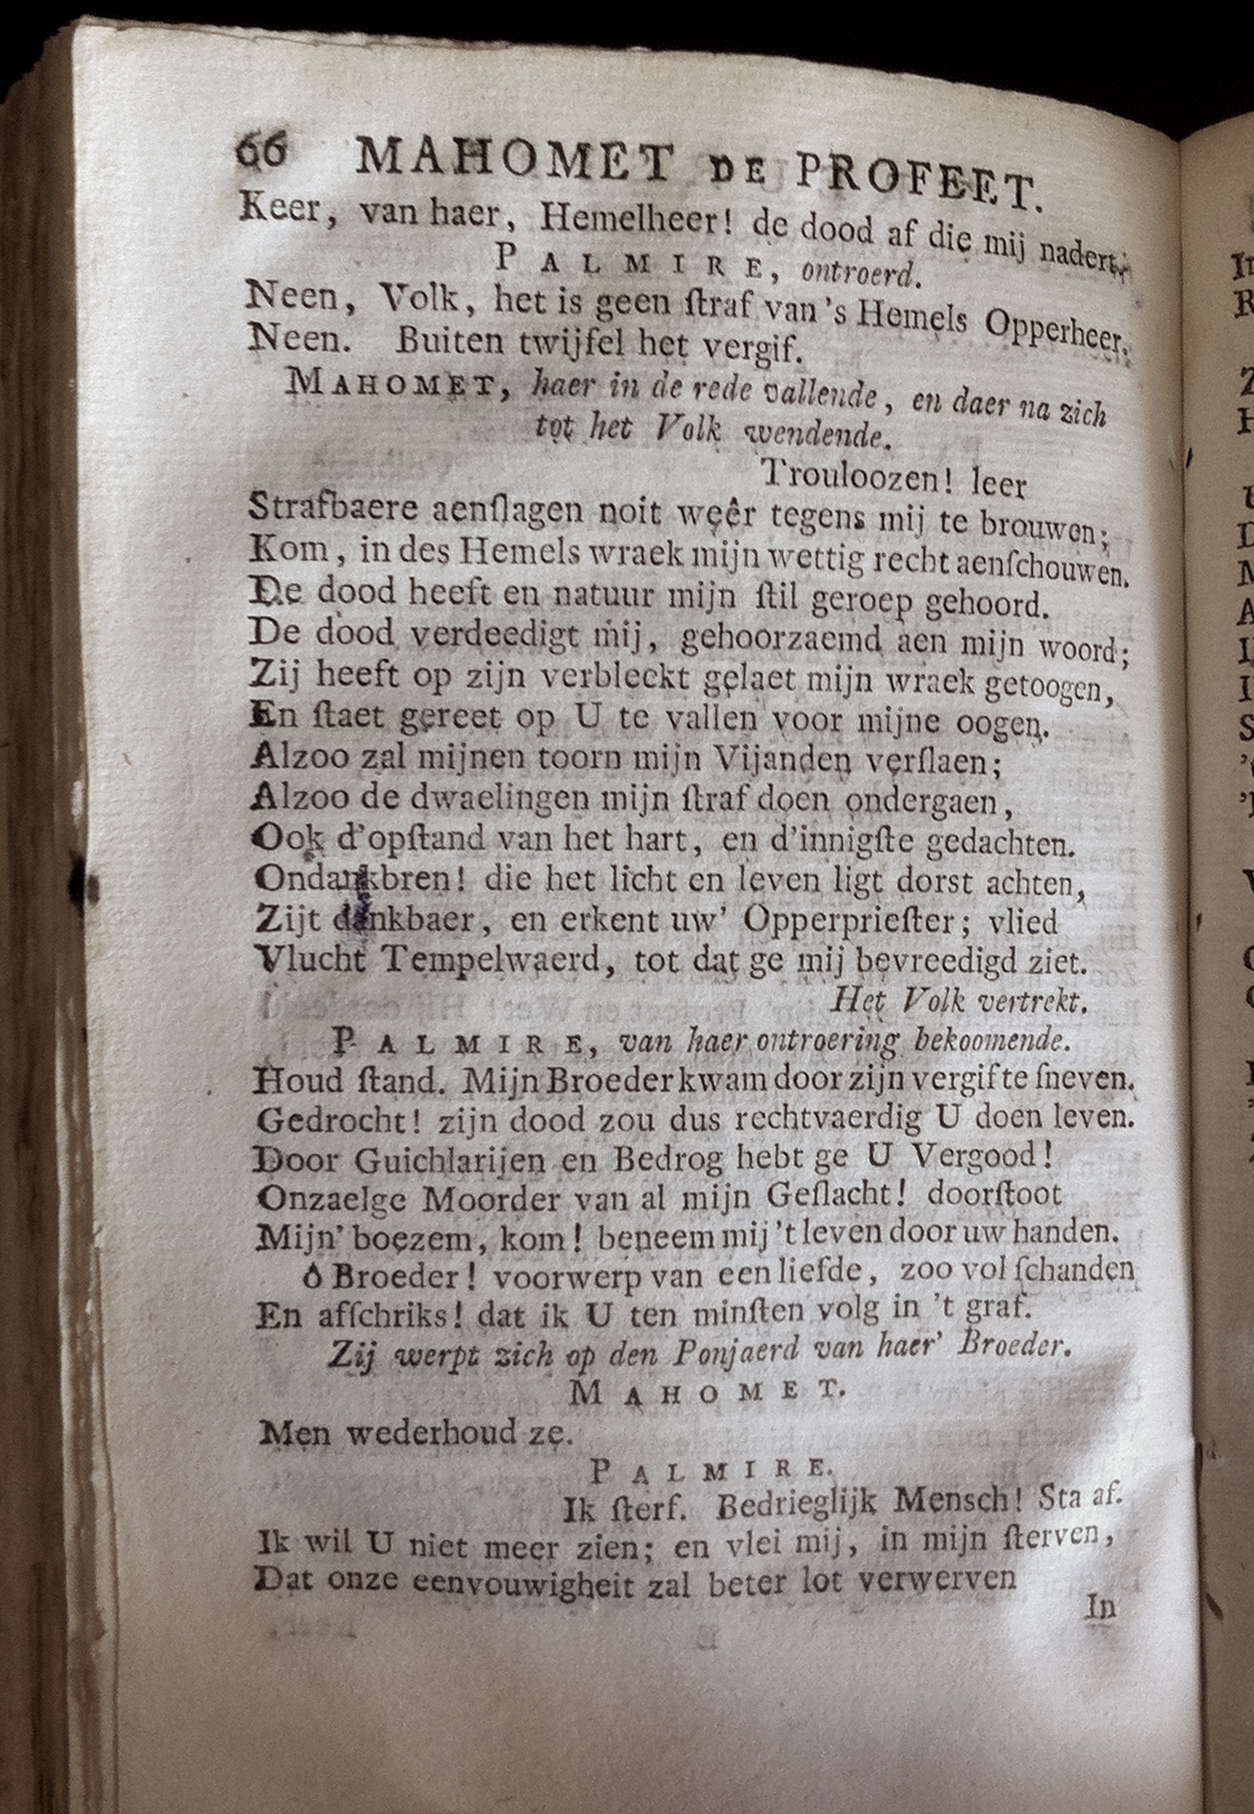 66 MAHOMET DE PROFEET.
Keer, van haer, Hemelheer! de dood af die mij nadert.
PALMIRE, ontroerd.
Neen, Volk, het is geen ſtraf van 's Hemels Opperheer.
Neen. Buiten twijfel het vergif.
MAHOMET, haer in de rede vallende, en daer na zich
tot het Volk wendende.
Trouloozen! leer
Strafbaere aenſlagen noit weêr tegens mij te brouwen;
Kom, in des Hemels wraek mijn wettig recht aenſchouwen.
De dood heeft en natuur mijn ſtil geroep gehoord.
De dood verdeedigt mij, gehoorzaemd aen mijn woord;
Zij heeft op zijn verbleekt gelaet mijn wraek getoogen,
En ſtaet gereet op U te vallen voor mijne oogen.
Alzoo zal mijnen toorn mijn Vijanden verſlaen;
Alzoo de dwaelingen mijn ſtraf doen ondergaen,
Ook d'opſtand van het hart, en d'innigſte gedachten.
Ondankbren! die het licht en leven ligt dorst achten,
Zijt dankbaer, en erkent uw' Opperprieſter; vlied
Vlucht Tempelwaerd, tot dat ge mij bevreedigd ziet.
Het Volk vertrekt.
PALMIRE, van haer ontroering bekoomende.
Houd ſtand. Mijn Broeder kwam door zijn vergif te ſneven.
Gedrocht! zijn dood zou dus rechtvaerdig U doen leven.
Door Guichlarijen en Bedrog hebt ge U Vergood!
Onzaelge Moorder van al mijn Geſlacht! doorſtoot
Mijn' boezem, kom! beneem mij 't leven door uw handen.
ô Broeder! voorwerp van een liefde, zoo vol ſchanden
En afſchriks! dat ik U ten minſten volg in 't graf.
Zij werpt zich op den Ponjaerd van haer' Broeder.
MAHOMET.
Men wederhoud ze.
PALMIRE.
Ik ſterf. Bedrieglijk Mensch! Sta af.
Ik wil U niet meer zien; en vlei mij, in mijn ſterven,
Dat onze eenvouwigheit zal beter lot verwerven
In